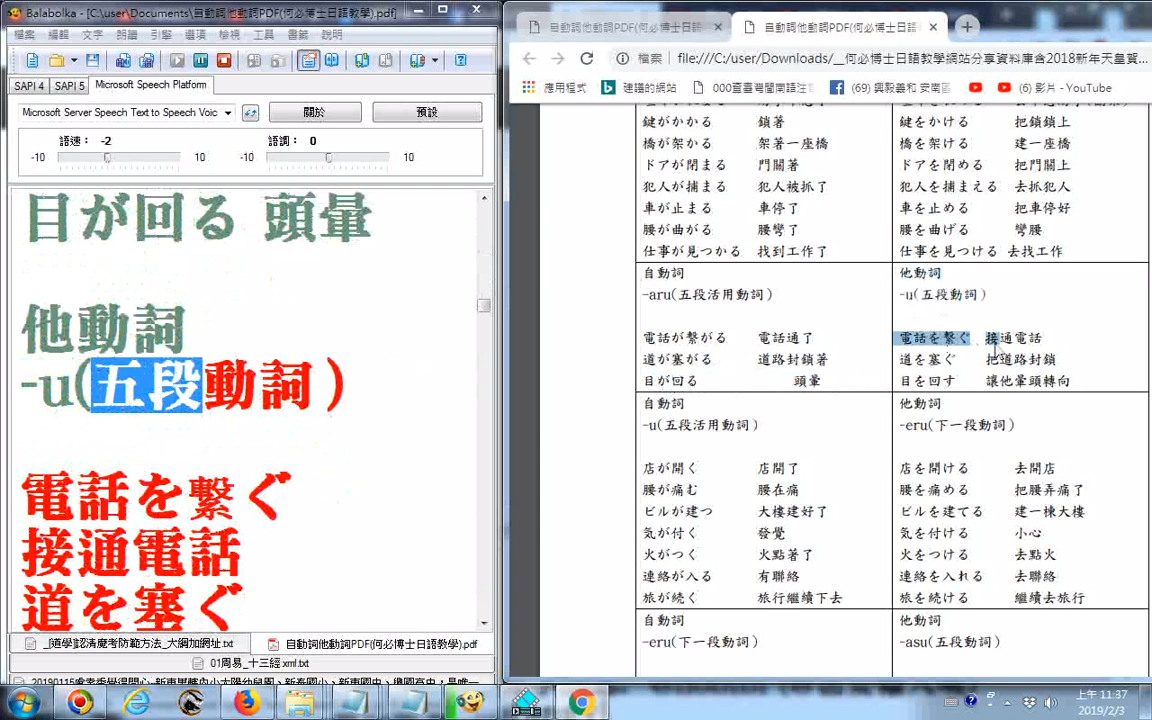 Balabolka - [C:\user\Documents\自動詞他動詞PDF(何必博士日語教學).pdf]
檔案 編輯 文字 朗讀 引擎 選項 檢視 工具 書籤 說明
SAPI 4 SAPI 5 Microsoft Speech Platform
Microsoft Server Speech Text to Speech Voic 關於 預設
語速： -2 語調： 0
-10 10 -10 10
目が回る 頭暈
他動詞
-u(五段動詞)
電話を繋ぐ
接通電話
道を塞ぐ
_道學認清魔考防範方法_大綱加網址.txt 自動詞他動詞PDF(何必博士日語教學).pdf
01周易_十三經.xml.txt
自動詞他動詞PDF(何必博士日語 自動詞他動詞PDF(何必博士日語
檔案 file:///C:/user/Downloads/__何必博士日語教學網站分享資料庫含2018新年天皇賀...
應用程式 建議的網站 000查臺灣閩南語注 (69) 興毅義和 安南區 (6) 影片 - YouTube
鍵がかかる 鎖著 鍵をかける 把鎖鎖上
橋が架かる 架著一座橋 橋を架ける 建一座橋
ドアが閉まる 門關著 ドアを閉める 把門關上
犯人が捕まる 犯人被抓了 犯人を捕まえる 去抓犯人
車が止まる 車停了 車を止める 把車停好
腰が曲がる 腰彎了 腰を曲げる 彎腰
仕事が見つかる 找到工作了 仕事を見つける 去找工作
自動詞 他動詞
-aru(五段活用動詞) -u(五段動詞)
電話が繋がる 電話通了 電話を繋ぐ、接通電話
道が塞がる 道路封鎖著 道を塞ぐ 把道路封鎖
目が回る 頭暈 目を回す 讓他暈頭轉向
自動詞 他動詞
-u(五段活用動詞) -eru(下一段動詞)
店が開く 店開了 店を開ける 去開店
腰が痛む 腰在痛 腰を痛める 把腰弄痛了
ビルが建つ 大樓建好了 ビルを建てる 建一棟大樓
気が付く 發覺 気を付ける 小心
火がつく 火點著了 火をつける 去點火
連絡が入る 有聯絡 連絡を入れる 去聯絡
旅が続く 旅行繼續下去 旅を続ける 繼續去旅行
自動詞 他動詞
-eru(下一段動詞) -asu(五段動詞)
上午 11:37
2019/2/3